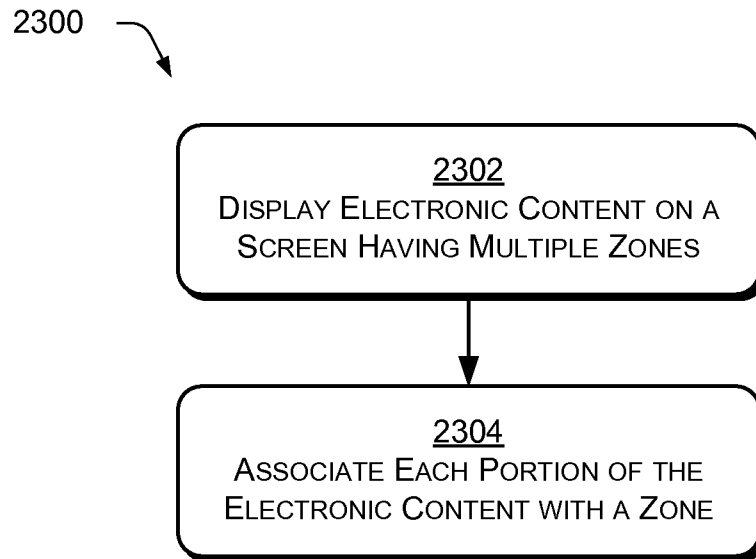 2300
2302
DISPLAY ELECTRONIC CONTENT ON A
SCREEN HAVING MULTIPLE ZONES
2304
ASSOCIATE EACH PORTION OF THE
ELECTRONIC CONTENT WITH A ZONE